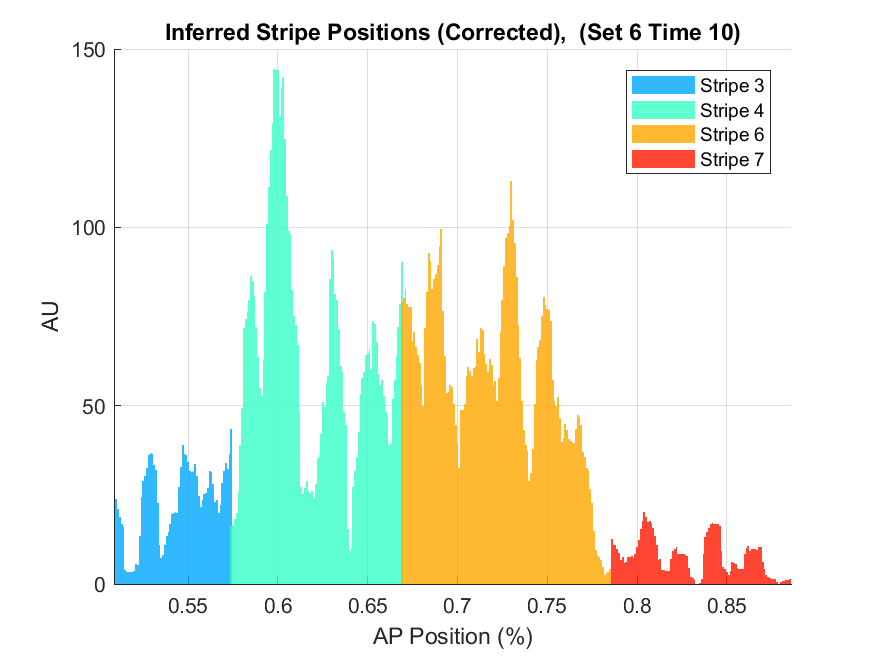 Inferred Stripe Positions (Corrected),  (Set 6 Time 10)
150
100
50
0
AU
Stripe 3
Stripe 4
Stripe 6
Stripe 7
0.55 0.6 0.65 0.7 0.75 0.8 0.85
AP Position (%)